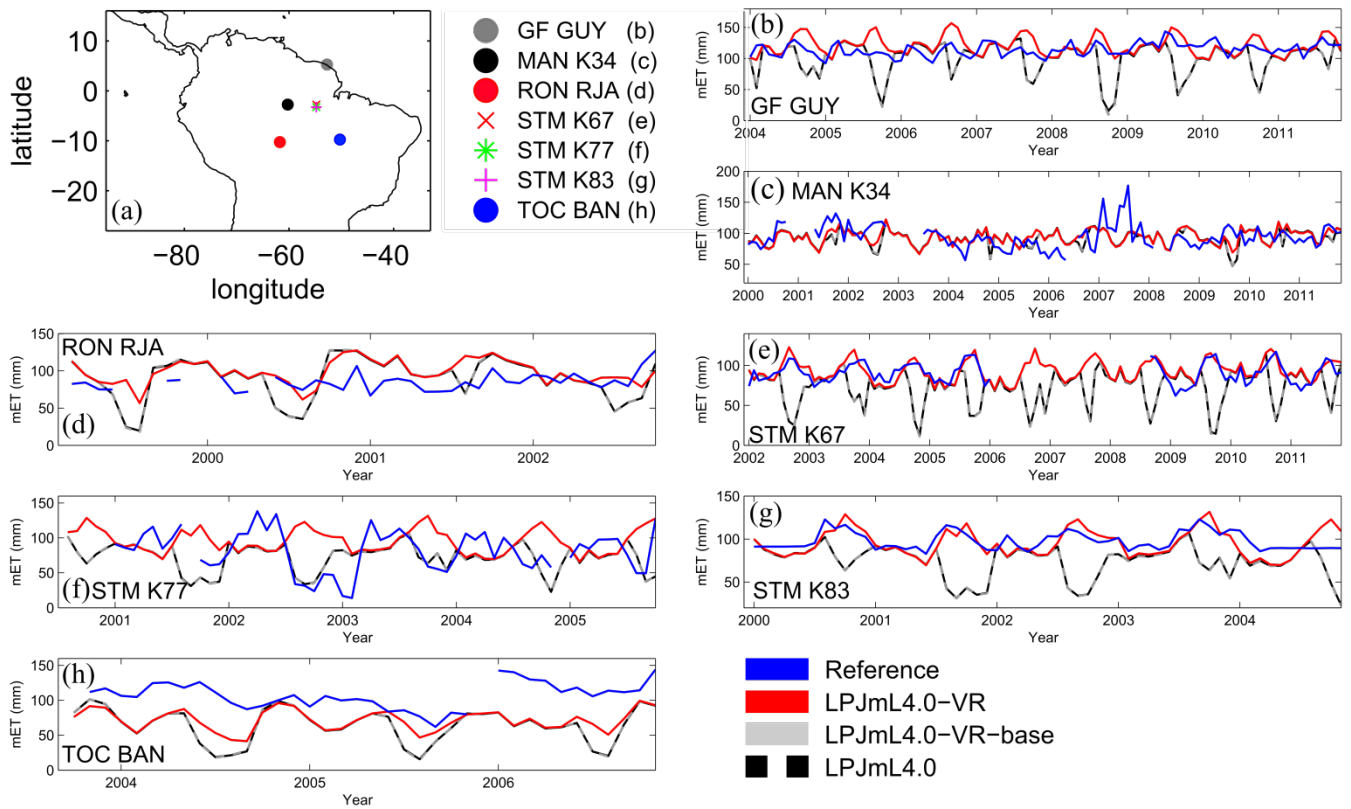 10
0
−10
−20
latitude
(a)
−80
−60
−40
longitude
GF GUY (b)
MAN K34 (c)
RON RJA (d)
STM K67 (e)
STM K77 (f)
STM K83 (g)
TOC BAN (h)
(b)
150
100
50
0
mET (mm)
GF GUY
2004 2005 2006 2007 2008 2009 2010 2011
Year
200
150
100
50
mET (mm)
(c) MAN K34
2000 2001 2002 2003 2004 2005 2006 2007 2008 2009 2010 2011
Year
150
100
50
0
mET (mm)
RON RJA
(d)
2000 2001 2002
Year
(e)
100
50
0
mET (mm)
STM K67
2002 2003 2004 2005 2006 2007 2008 2009 2010 2011
Year
150
100
50
0
mET (mm)
(f) STM K77
2001 2002 2003 2004 2005
Year
(g)
150
100
50
mET (mm)
STM K83
2000 2001 2002 2003 2004
Year
(h)
150
100
50
0
mET (mm)
TOC BAN
2004 2005 2006
Year
Reference
LPJmL4.0−VR
LPJmL4.0−VR−base
LPJmL4.0